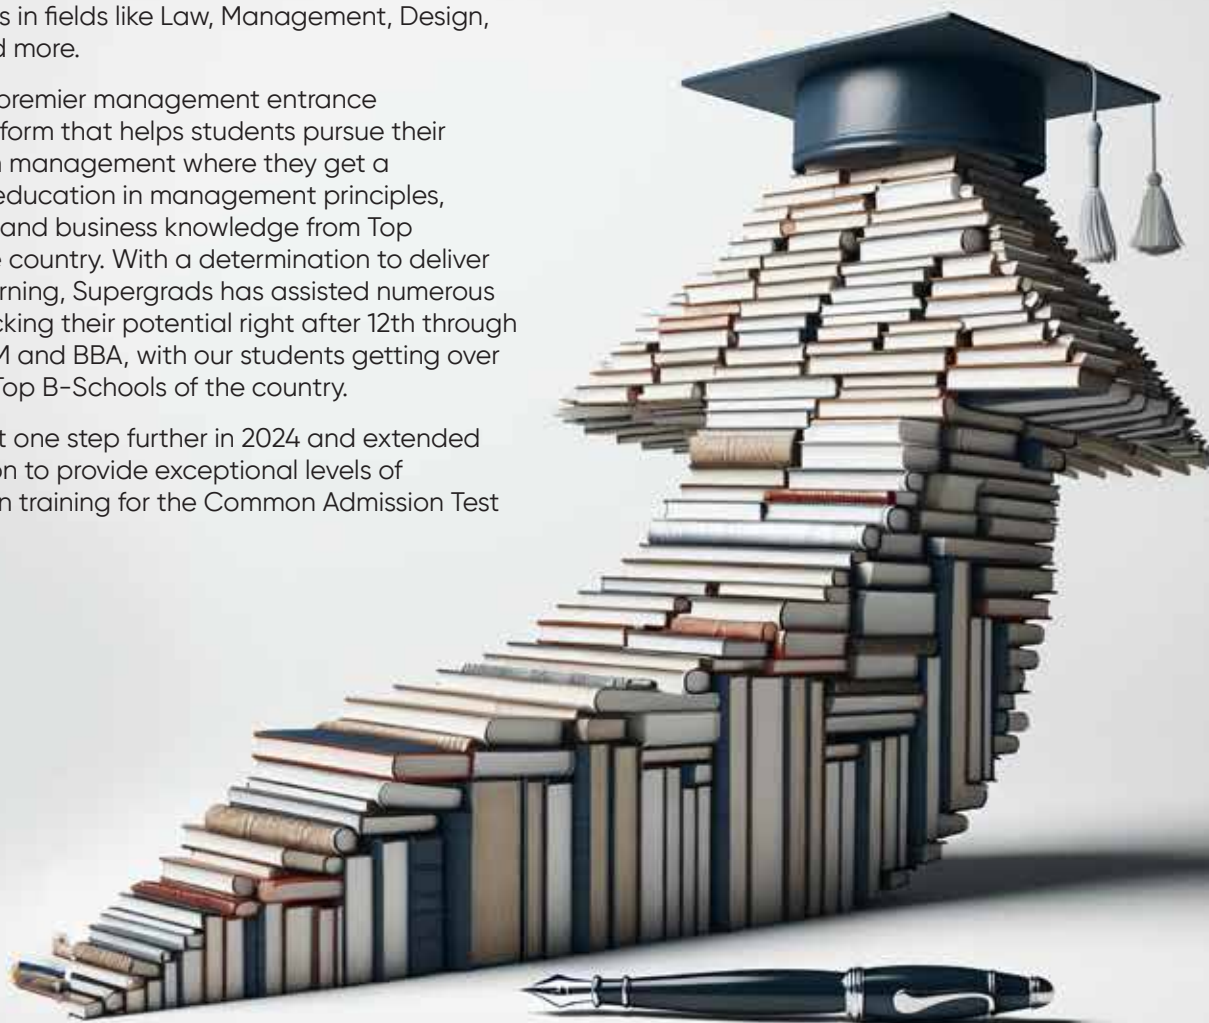 s in fields like Law, Management, Design,
d more.
premier management entrance
form that helps students pursue their
n management where they get a
education in management principles,
and business knowledge from Top
e country. With a determination to deliver
rning, Supergrads has assisted numerous
cking their potential right after 12th through
M and BBA, with our students getting over
Top B-Schools of the country.
t one step further in 2024 and extended
on to provide exceptional levels of
n training for the Common Admission Test